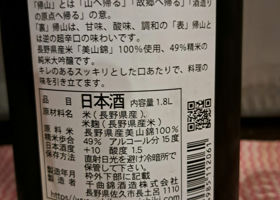 「帰山」とは「山へ帰る」「故郷へ帰る」「酒造り
の原点へ帰る」の意。
「裏」帰山は、甘味、酸味、調和の「表」帰山と
は逆の超辛口の味わいです。
長野県産米「美山錦」100%使用、49%精米の
純米大吟醸です。
キレのあるスッキリとした口あたりで、料理の
味を引き立てます。
日本酒 内容量 1.8L
原材料名 米(長野県産)、
米麹(長野県産米)
原料米 長野県産美山錦100%
精米歩合 49% アルコール分 15度
日本酒度 +10 酸度 1.5
保存方法 直射日光を避け冷暗所
で保管して下さい。
製造年月 枠外下部に記載
製造者 千曲錦酒造株式会社
長野県佐久市長土呂1110